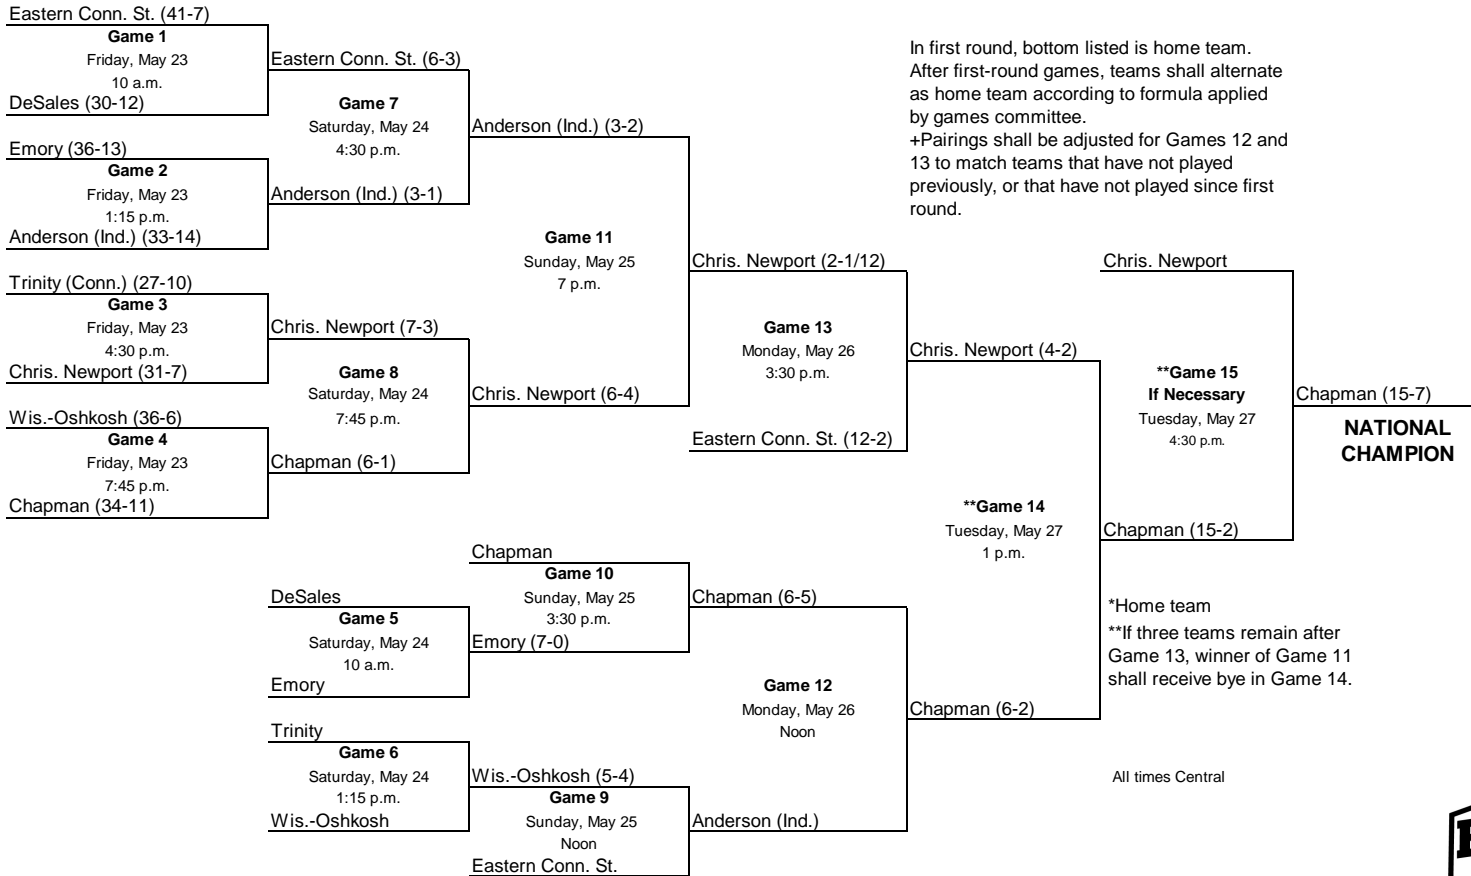 Eastern Conn. St. (41-7)
Game 1
Friday, May 23
10 a.m.
DeSales (30-12)
Emory (36-13)
Game 2
Friday, May 23
1:15 p.m.
Anderson (Ind.) (33-14)
Trinity (Conn.) (27-10)
Game 3
Friday, May 23
4:30 p.m.
Chris. Newport (31-7)
Wis.-Oshkosh (36-6)
Game 4
Friday, May 23
7:45 p.m.
Chapman (34-11)
Eastern Conn. St. (6-3)
Game 7
Saturday, May 24
4:30 p.m.
Anderson (Ind.) (3-1)
Chris. Newport (7-3)
Game 8
Saturday, May 24
7:45 p.m.
Chapman (6-1)
Anderson (Ind.) (3-2)
Game 11
Sunday, May 25
7 p.m.
Chris. Newport (6-4)
Chris. Newport (2-1/12)
Game 13
Monday, May 26
3:30 p.m.
Eastern Conn. St. (12-2)
DeSales
Game 5
Saturday, May 24
10 a.m.
Emory
Trinity
Game 6
Saturday, May 24
1:15 p.m.
Wis.-Oshkosh
Chapman
Game 10
Sunday, May 25
3:30 p.m.
Emory (7-0)
Wis.-Oshkosh (5-4)
Game 9
Sunday, May 25
Noon
Eastern Conn. St.
Chapman (6-5)
Game 12
Monday, May 26
Noon
Anderson (Ind.)
Chris. Newport (4-2)
**Game 14
Tuesday, May 27
1 p.m.
Chapman (6-2)
Chris. Newport
**Game 15
If Necessary
Tuesday, May 27
4:30 p.m.
Chapman (15-2)
Chapman (15-7)
NATIONAL
CHAMPION
In first round, bottom listed is home team.
After first-round games, teams shall alternate
as home team according to formula applied
by games committee.
+Pairings shall be adjusted for Games 12 and
13 to match teams that have not played
previously, or that have not played since first
round.
*Home team
**If three teams remain after
Game 13, winner of Game 11
shall receive bye in Game 14.
All times Central